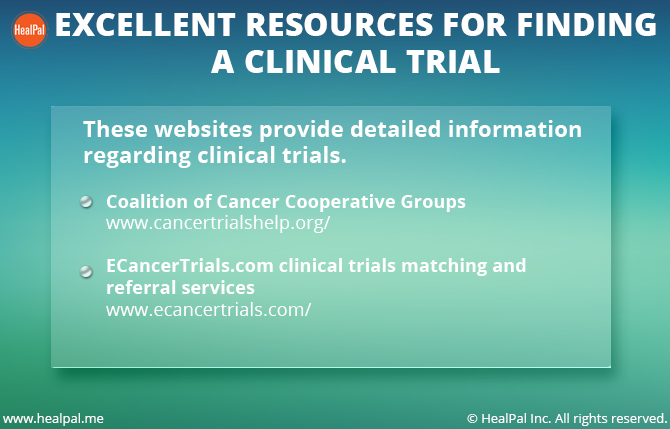 HealPal
EXCELLENT RESOURCES FOR FINDING
A CLINICAL TRIAL
These websites provide detailed information
regarding clinical trials.
Coalition of Cancer Cooperative Groups
www.cancertrialshelp.org/
ECancerTrials.com clinical trials matching and
referral services
www.ecancertrials.com/
www.healpal.me
© HealPal Inc. All rights reserved.